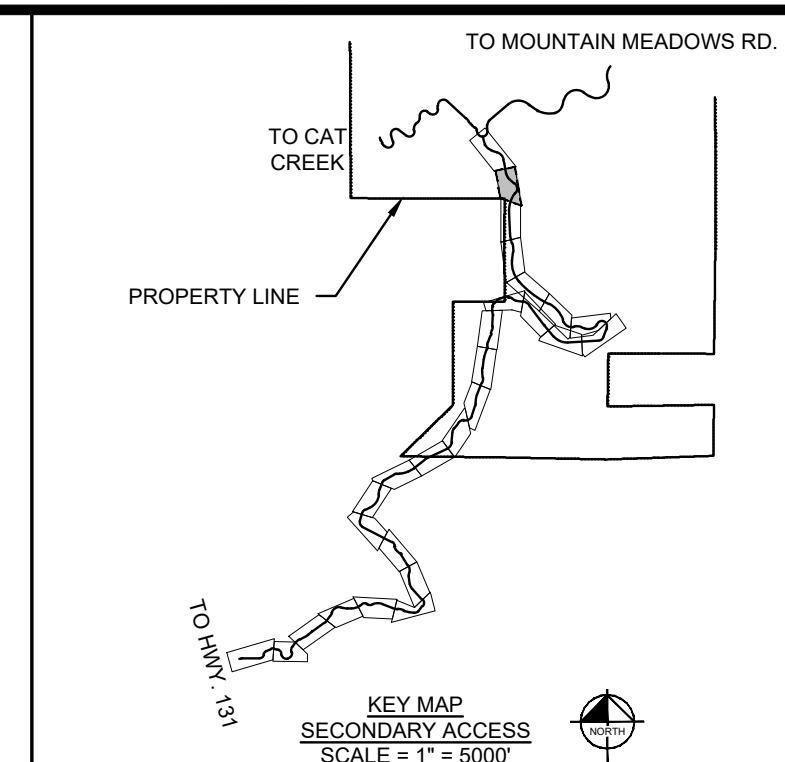 TO MOUNTAIN MEADOWS RD.
TO CAT
CREEK
PROPERTY LINE
TO HWY. 131
KEY MAP
SECONDARY ACCESS
SCALE = 1" = 5000'
NORTH